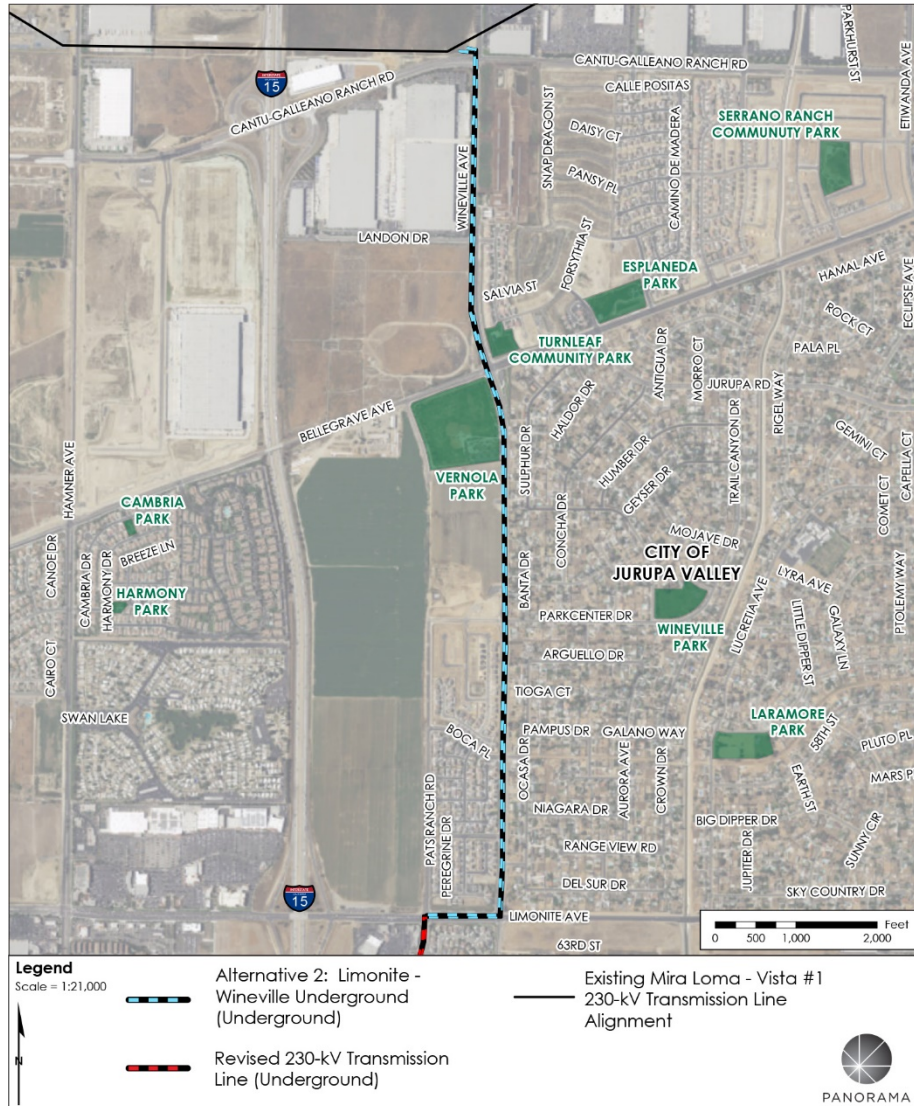 CANTU-GALLEANO RANCH RD
PARKHURST ST
ETIWANDA AVE
INTERSTATE
15
CANTU-GALLEANO RANCH RD
CALLE POSITAS
SERRANO RANCH
COMMUNUTY PARK
SNAPDRAGON ST
DAISY CT
PANSY PL
CAMINO DE MADERA
WINEVILLE AVE
LANDON DR
FORSYTHIA ST
SALVIA ST
ESPLANEDA
PARK
HAMAL AVE
ECLIPSE AVE
ROCK CT
PALA PL
TURNLEAF
COMMUNITY PARK
ANTIGUA DR
MORRO CT
JURUPA RD
RIGEL WAY
HALDOR DR
BELLEGRAVE AVE
TRAIL CANYON DR
GEMINI CT
CAPELLA CT
SULPHUR DR
HUMBER DR
GEYSER DR
HAMNER AVE
VERNOLA
PARK
COMET CT
CAMBRIA
PARK
CONCHA DR
MOJAVE DR
CANOE DR
BREEZE LN
CITY OF
JURUPA VALLEY
CAMBRIA DR
HARMONY DR
HARMONY
PARK
BANTA DR
LYRA AVE
PTOLEMY WAY
PARKCENTER DR
WINEVILLE
PARK
LUCRETIA AVE
LITTLE DIPPER ST
GALAXY LN
CAIRO CT
ARGUELLO DR
TIOGA CT
SWAN LAKE
LARAMORE
PARK
58TH ST
BOCA PL
PAMPUS DR
GALANO WAY
PLUTO PL
OCASA DR
AURORA AVE
CROWN DR
EARTH ST
MARS P
PATS RANCH RD
PEREGRINE DR
NIAGARA DR
BIG DIPPER DR
SUNNY CIR
RANGE VIEW RD
JUPITER DR
DEL SUR DR
SKY COUNTRY DR
INTERSTATE
15
LIMONITE AVE
63RD ST
Feet
0 500 1,000 2,000
Legend
Scale = 1:21,000
N
Alternative 2: Limonite -
Wineville Underground
(Underground)
Revised 230-kV Transmission
Line (Underground)
Existing Mira Loma - Vista #1
230-kV Transmission Line
Alignment
PANORAMA